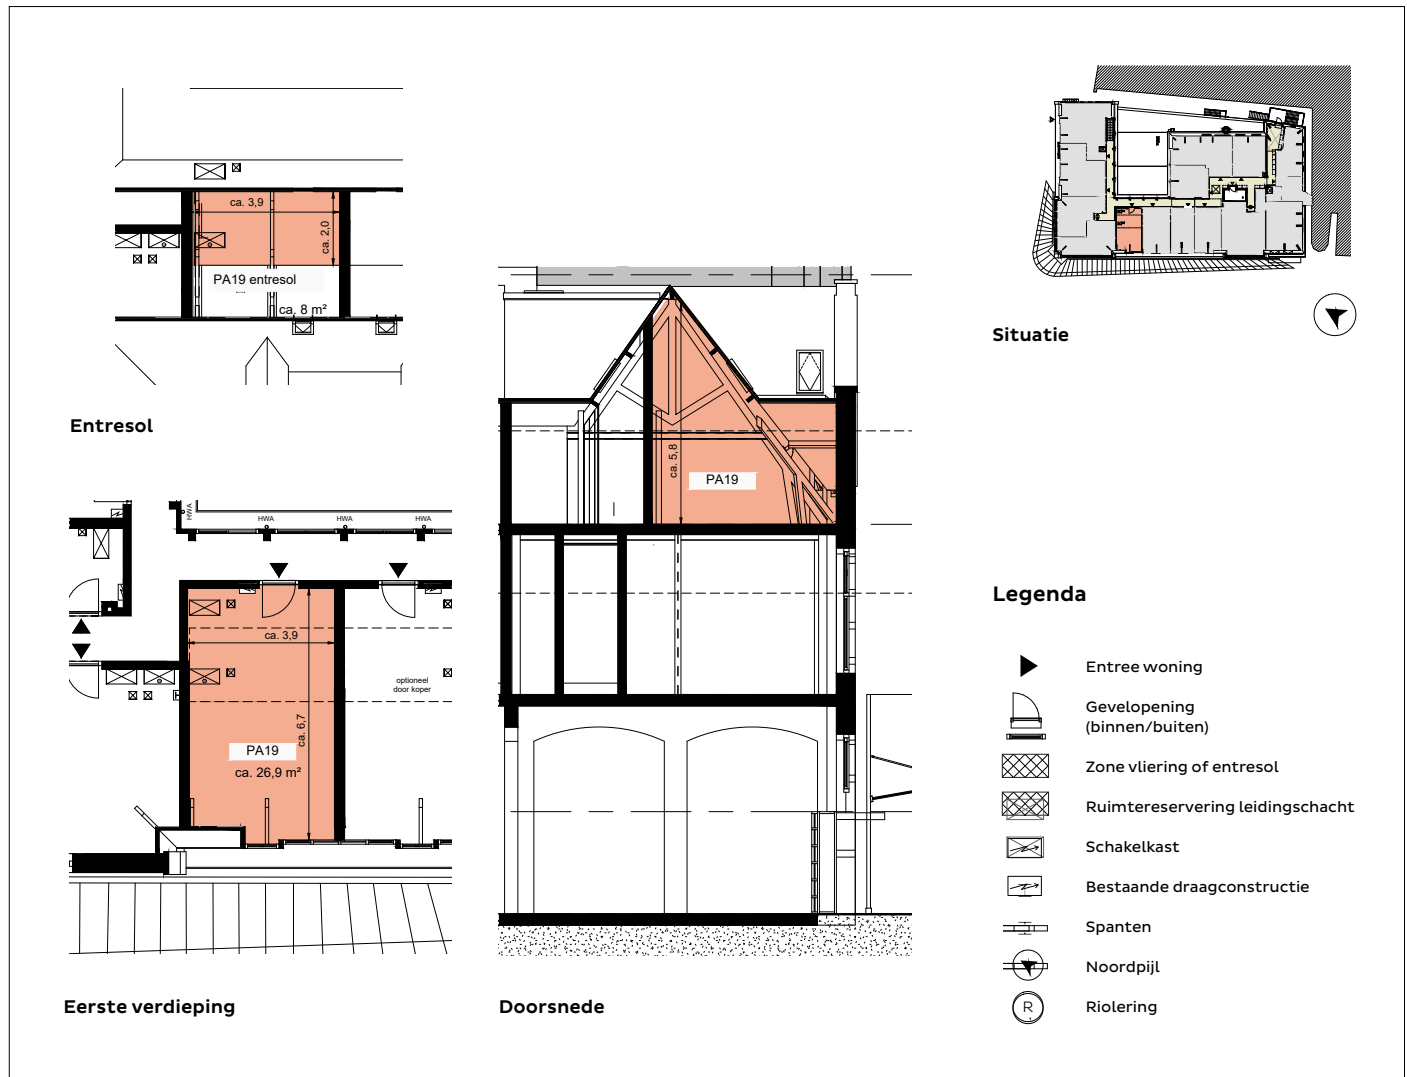 ca. 3,9
ca. 2,0
PA19 entresol
ca. 8 m²
Entresol
HWA
HWA
HWA
HWA
ca. 3,9
optioneel
door koper
ca. 6,7
PA19
ca. 26,9 m²
Eerste verdieping
ca. 5,8
PA19
Doorsnede
Situatie
Legenda
Entree woning
Gevelopening
(binnen/buiten)
Zone vliering of entresol
Ruimtereservering leidingschacht
Schakelkast
Bestaande draagconstructie
Spanten
Noordpijl
R
Riolering